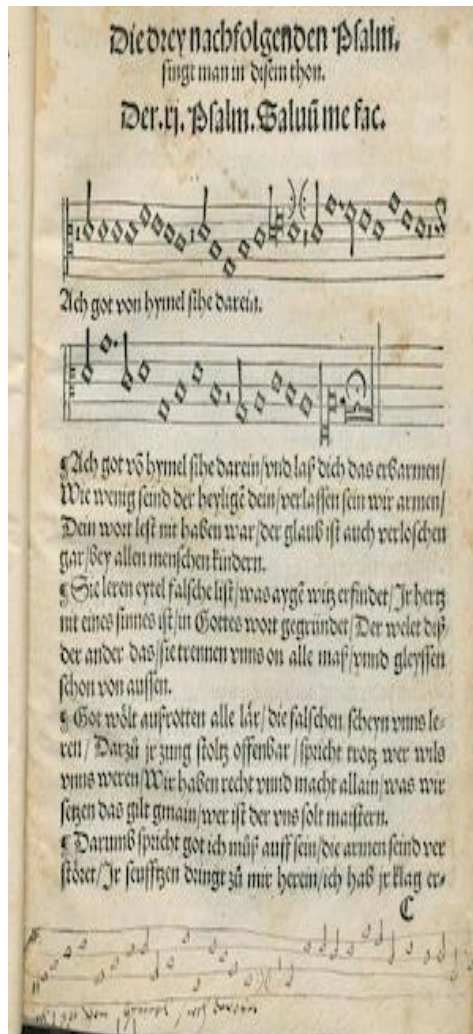 Die drey nachfolgenden Psalm.
singt man in disem thon.
Der.xj. Psalm. Saluũ me fac.
Ach got von hymel sihe darein.
¶ Ach got võ hymel sihe darein/vnd laß dich das erbarmen/
Wie wenig seind der heyligẽ dein/verlassen sein wir armen/
Dein wort lest nit haben war/der glaub ist auch verloschen
gar/bey allen menschen kindern.
¶ Sie leren eytel falsche list/was aygẽ witz erfindet/Jr hertz
nit eines sinnes ist/in Gottes wort gegründet/Der welet diß
der ander das/sie trennen vnns on alle maß/vnnd gleyssen
schon von aussen.
¶ Got wölt außrotten alle lär/die falschen scheyn vnns le-
ren/Darzů jr zung stoltz offenbar/spricht trotz wer wils
vnns weren/Wir haben recht vnnd macht allain/was wir
setzen das gilt gmain/wer ist der vns solt maistern.
¶ Darumb spricht got ich můß auff sein/die armen seind ver
störet/Jr seufftzen dringt zů mir herein/ich hab jr klag er-
C